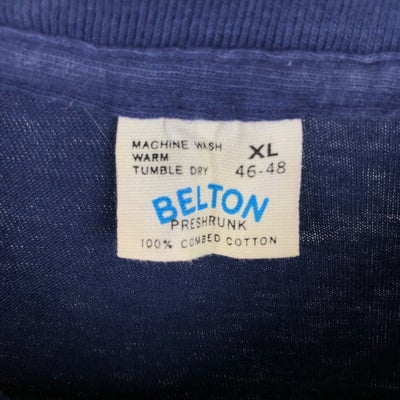 MACHINE WASH
WARM
TUMBLE DRY
XL
46-48
BELTON
PRESHRUNK
100% COMBED COTTON